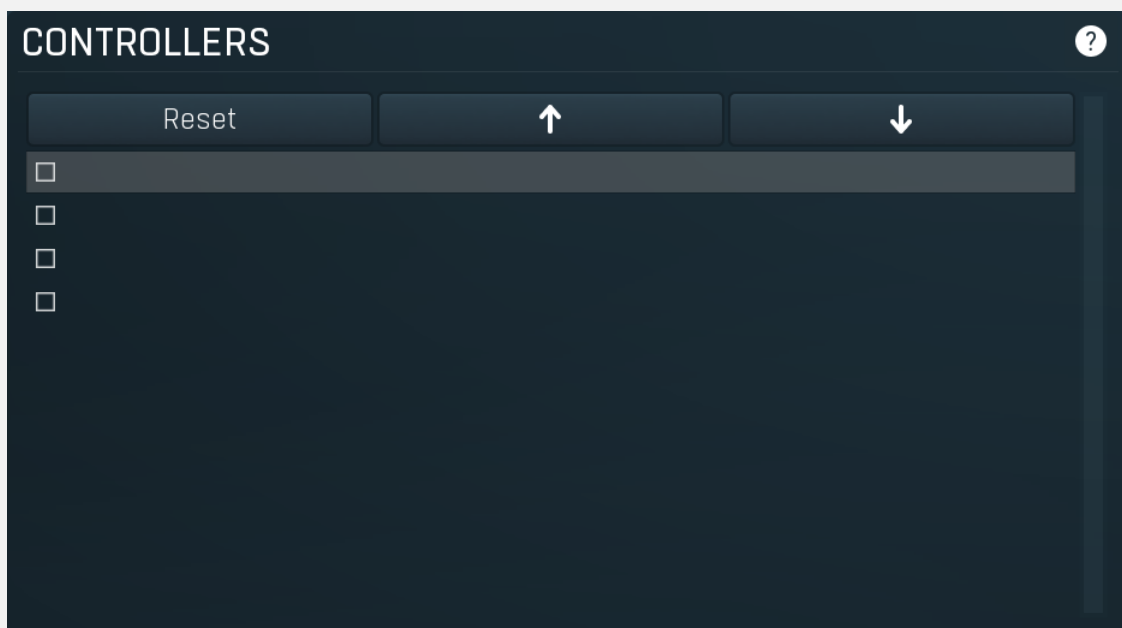 CONTROLLERS
?
Reset ↑ ↓